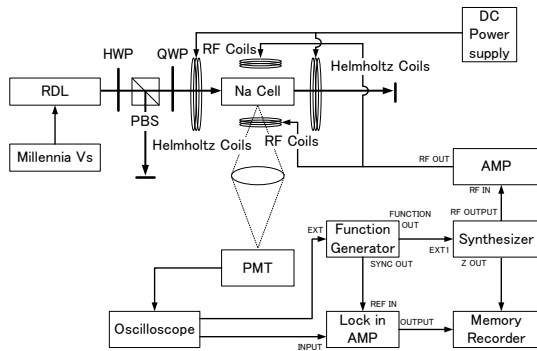 DC
Power
supply
HWP
QWP
RF Coils
Helmholtz Coils
RDL
Na Cell
PBS
Helmholtz Coils
RF Coils
Millennia Vs
RF OUT
AMP
RF IN
FUNCTION
OUT
RF OUTPUT
EXT
Function
Generator
EXT1
Synthesizer
PMT
SYNC OUT
Z OUT
REF IN
Oscilloscope
Lock in
AMP
OUTPUT
Memory
Recorder
INPUT